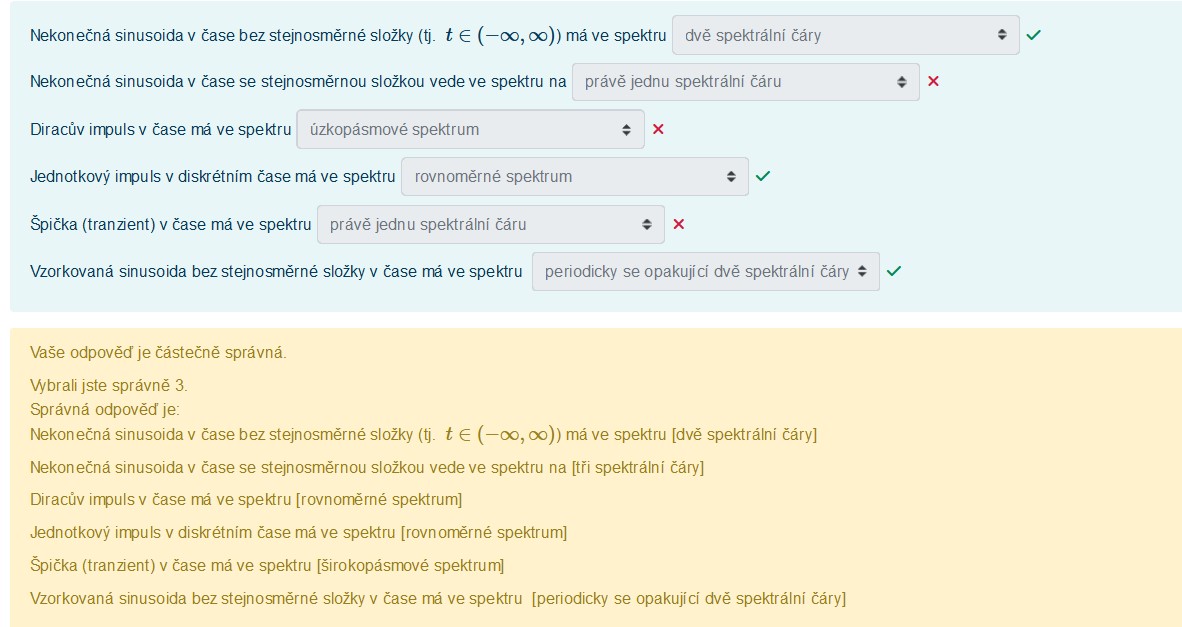 Nekonečná sinusoida v čase bez stejnosměrné složky (tj. t ∈ (−∞, ∞)) má ve spektru dvě spektrální čáry
Nekonečná sinusoida v čase se stejnosměrnou složkou vede ve spektru na právě jednu spektrální čáru
Diracův impuls v čase má ve spektru úzkopásmové spektrum
Jednotkový impuls v diskrétním čase má ve spektru rovnoměrné spektrum
Špička (tranzient) v čase má ve spektru právě jednu spektrální čáru
Vzorkovaná sinusoida bez stejnosměrné složky v čase má ve spektru periodicky se opakující dvě spektrální čáry
Vaše odpověď je částečně správná.
Vybrali jste správně 3.
Správná odpověď je:
Nekonečná sinusoida v čase bez stejnosměrné složky (tj. t ∈ (−∞, ∞)) má ve spektru [dvě spektrální čáry]
Nekonečná sinusoida v čase se stejnosměrnou složkou vede ve spektru na [tři spektrální čáry]
Diracův impuls v čase má ve spektru [rovnoměrné spektrum]
Jednotkový impuls v diskrétním čase má ve spektru [rovnoměrné spektrum]
Špička (tranzient) v čase má ve spektru [širokopásmové spektrum]
Vzorkovaná sinusoida bez stejnosměrné složky v čase má ve spektru [periodicky se opakující dvě spektrální čáry]